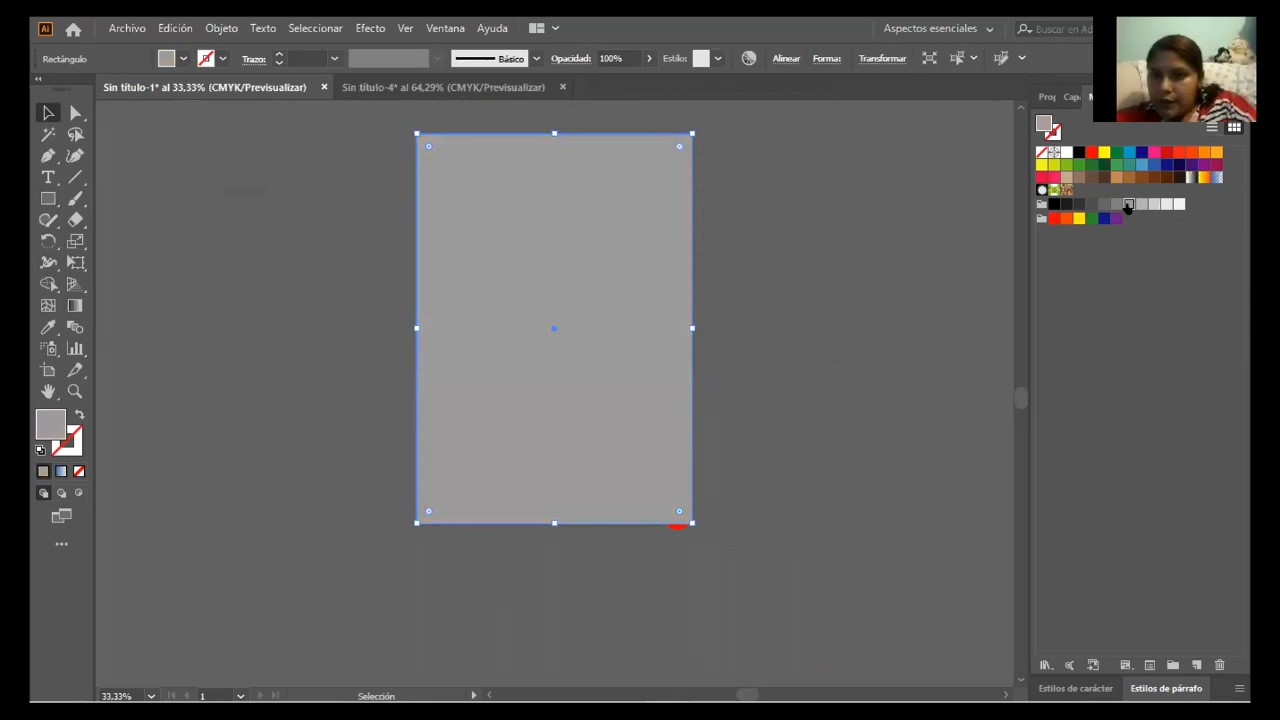 Ai Archivo Edición Objeto Texto Seleccionar Efecto Ver Ventana Ayuda Aspectos esenciales Buscar en Ad
Rectángulo Trazo: Básico Opacidad: 100% Estilo: Alinear Forma: Transformar
Sin título-1* al 33,33% (CMYK/Previsualizar) × Sin título-4* al 64,29% (CMYK/Previsualizar) ×
Pro Cap
33,33% 1 Selección
Estilos de carácter Estilos de párrafo